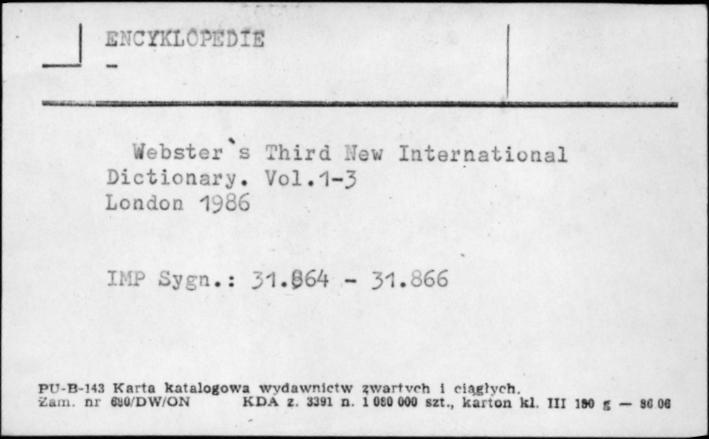 ENCYKLOPEDIE
Webster`s Third New International
Dictionary. Vol.1-3
London 1986
IMP Sygn.: 31.864 - 31.866
PU-B-143 Karta katalogowa wydawnictw zwartych i ciągłych.
Zam. nr 680/DW/ON KDA z. 3391 n. 1 080 000 szt., karton kl. III 180 g — 86 06